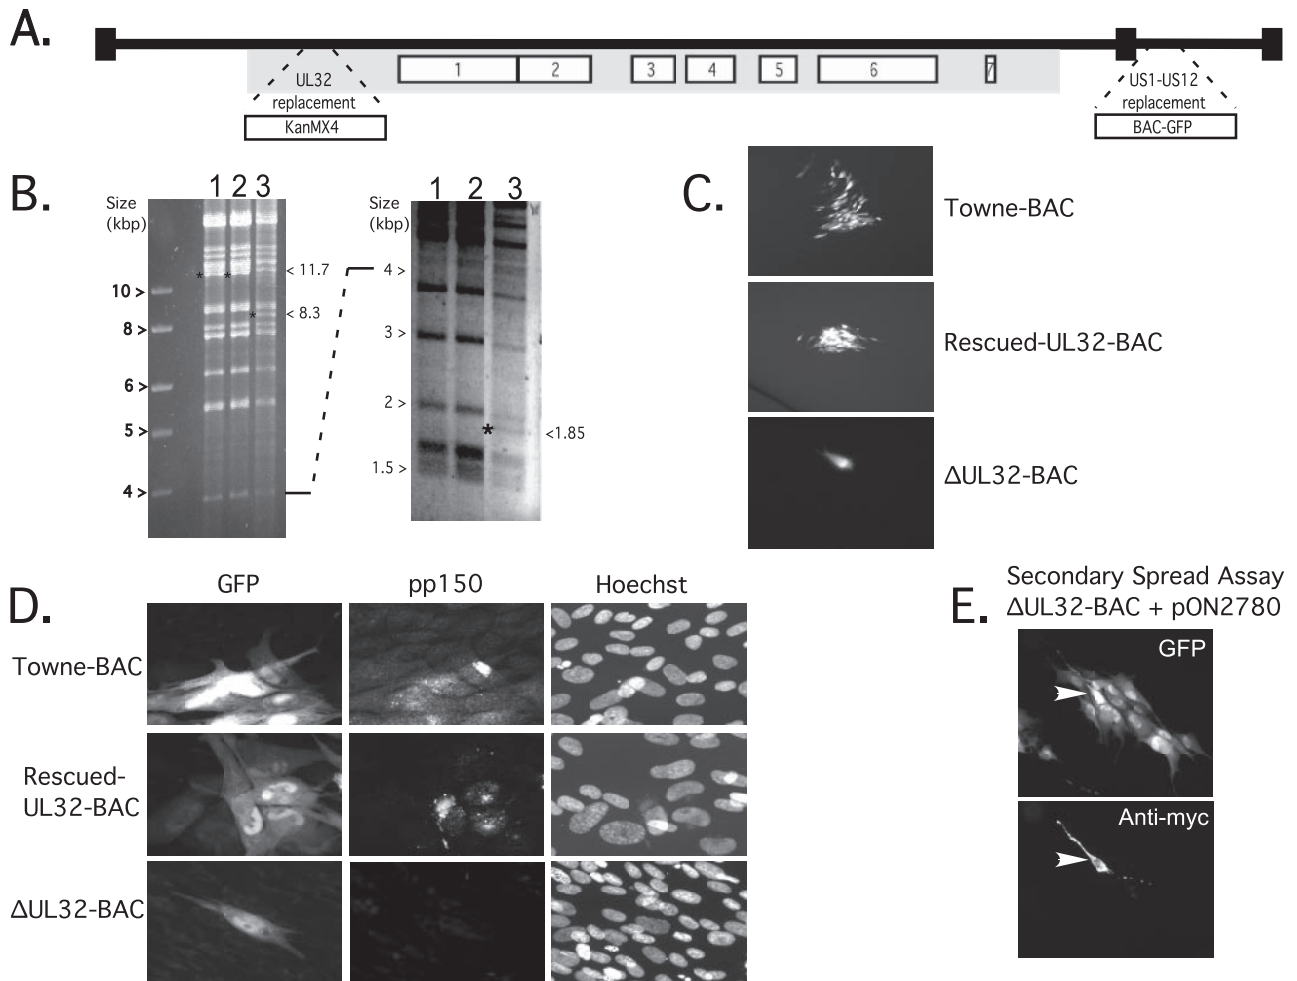 A.
1 2 3 4 5 6 7
UL32
replacement
KanMX4
US1-US12
replacement
BAC-GFP
B.
Size
(kbp)
1 2 3
10 >
8 >
6 >
5 >
4 >
< 11.7
< 8.3
*
*
*
Size
(kbp)
1 2 3
4 >
3 >
2 >
1.5 >
*
<1.85
C.
Towne-BAC
Rescued-UL32-BAC
ΔUL32-BAC
D.
GFP pp150 Hoechst
Towne-BAC
Rescued-
UL32-BAC
ΔUL32-BAC
E.
Secondary Spread Assay
ΔUL32-BAC + pON2780
GFP
Anti-myc